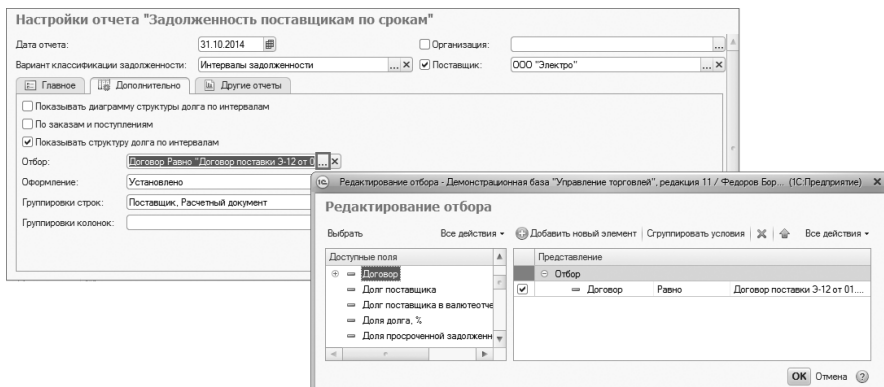 Настройки отчета "Задолженность поставщикам по срокам"
Дата отчета: 31.10.2014 Организация: ...
Вариант классификации задолженности: Интервалы задолженности ... × Поставщик: ООО "Электро" ... ×
Главное Дополнительно Другие отчеты
Показывать диаграмму структуры долга по интервалам
По заказам и поступлениям
Показывать структуру долга по интервалам
Отбор: Договор Равно "Договор поставки Э-12 от 0 ... ×
Оформление: Установлено
Группировки строк: Поставщик, Расчетный документ
Группировки колонок:
Редактирование отбора - Демонстрационная база "Управление торговлей", редакция 11 / Федоров Бор... (1С:Предприятие) ×
Редактирование отбора
Выбрать Все действия Добавить новый элемент Сгруппировать условия Все действия
Доступные поля Представление
Договор Отбор
Долг поставщика Договор Равно Договор поставки Э-12 от 01....
Долг поставщика в валюте отче
Доля долга, %
Доля просроченной задолженн
ОК Отмена ?